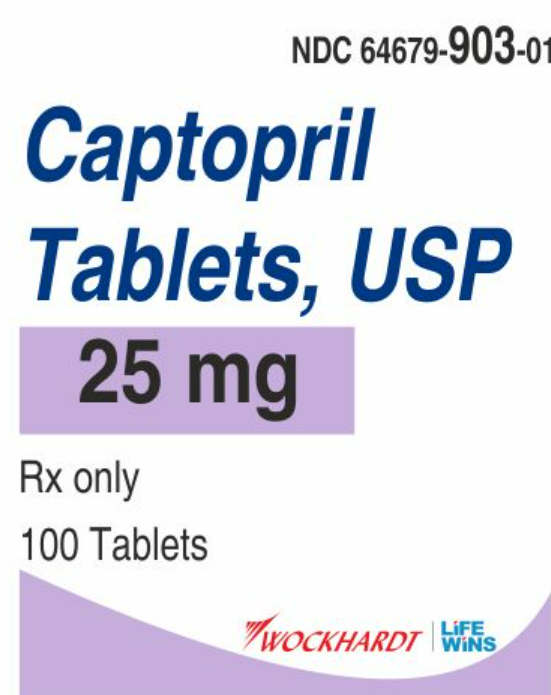 NDC 64679-903-01
Captopril
Tablets, USP
25 mg
Rx only
100 Tablets
WOCKHARDT LiFE
WiNS